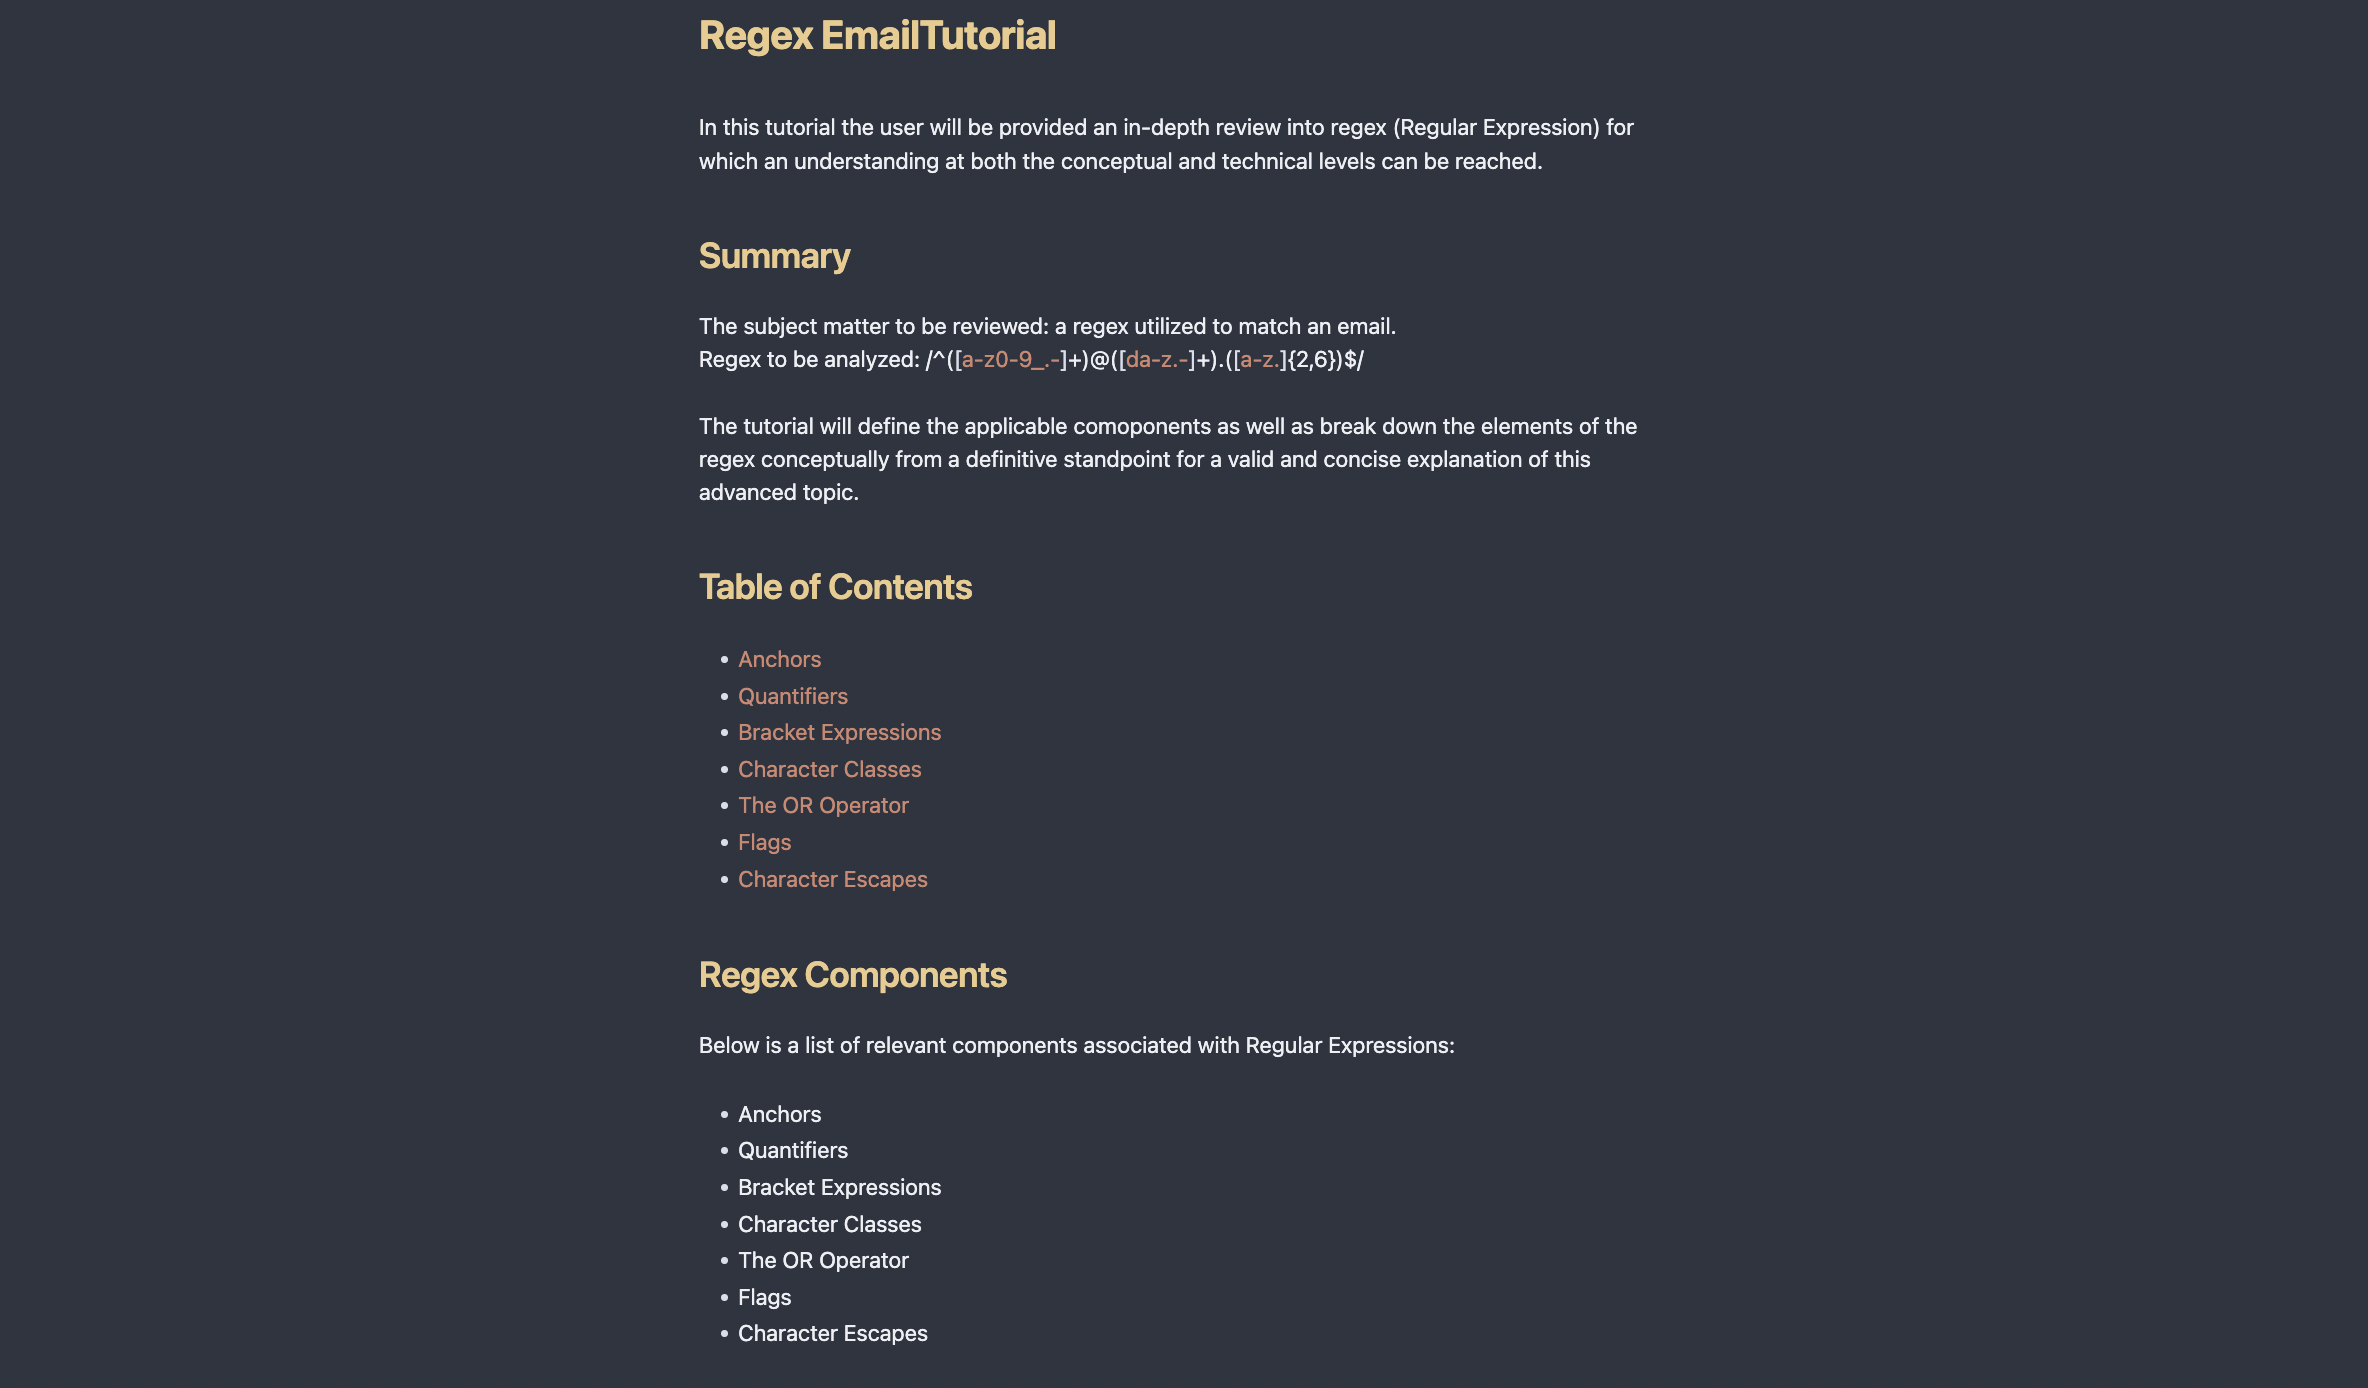 Regex EmailTutorial
In this tutorial the user will be provided an in-depth review into regex (Regular Expression) for
which an understanding at both the conceptual and technical levels can be reached.
Summary
The subject matter to be reviewed: a regex utilized to match an email.
Regex to be analyzed: /^([a-z0-9_.-]+)@([da-z.-]+).([a-z.]{2,6})$/
The tutorial will define the applicable comoponents as well as break down the elements of the
regex conceptually from a definitive standpoint for a valid and concise explanation of this
advanced topic.
Table of Contents
• Anchors
• Quantifiers
• Bracket Expressions
• Character Classes
• The OR Operator
• Flags
• Character Escapes
Regex Components
Below is a list of relevant components associated with Regular Expressions:
• Anchors
• Quantifiers
• Bracket Expressions
• Character Classes
• The OR Operator
• Flags
• Character Escapes